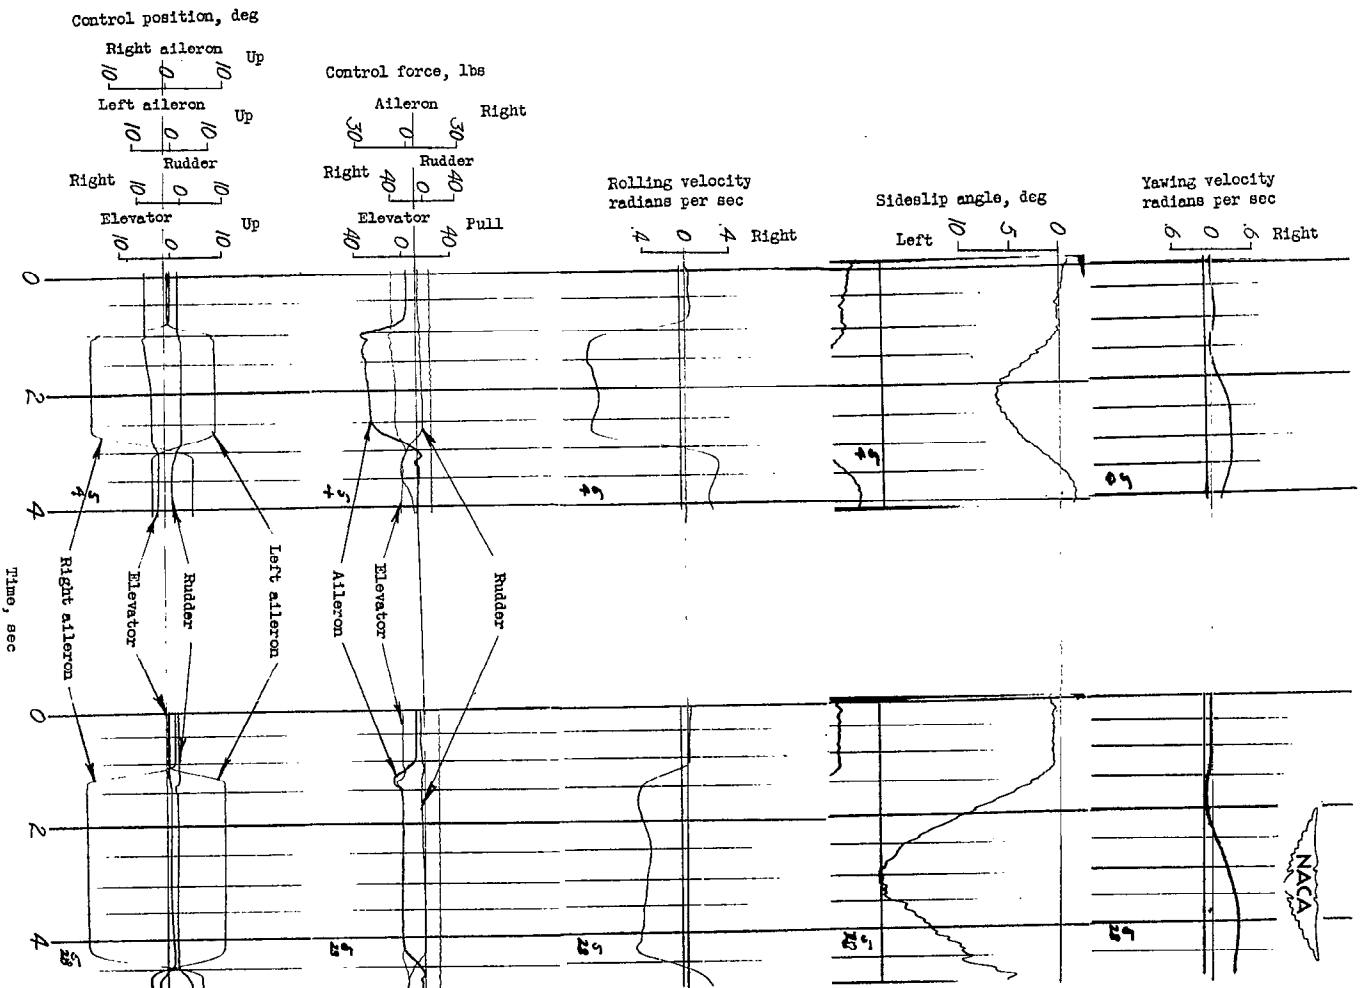 Control position, deg
Right aileron
Up
10 0 10
Left aileron
Up
10 0 10
Rudder
Right
10 0 10
Elevator
Up
10 0 10
Control force, lbs
Aileron
Right
30 0 30
Rudder
Right
40 0 40
Elevator
Pull
40 0 40
Rolling velocity
radians per sec
.4 0 .4
Right
Sideslip angle, deg
Left
10 5 0
Yawing velocity
radians per sec
.6 0 .6
Right
0
2
4
Right aileron
Elevator
Rudder
Left aileron
Aileron
Elevator
Rudder
Time, sec
0
2
4
NACA